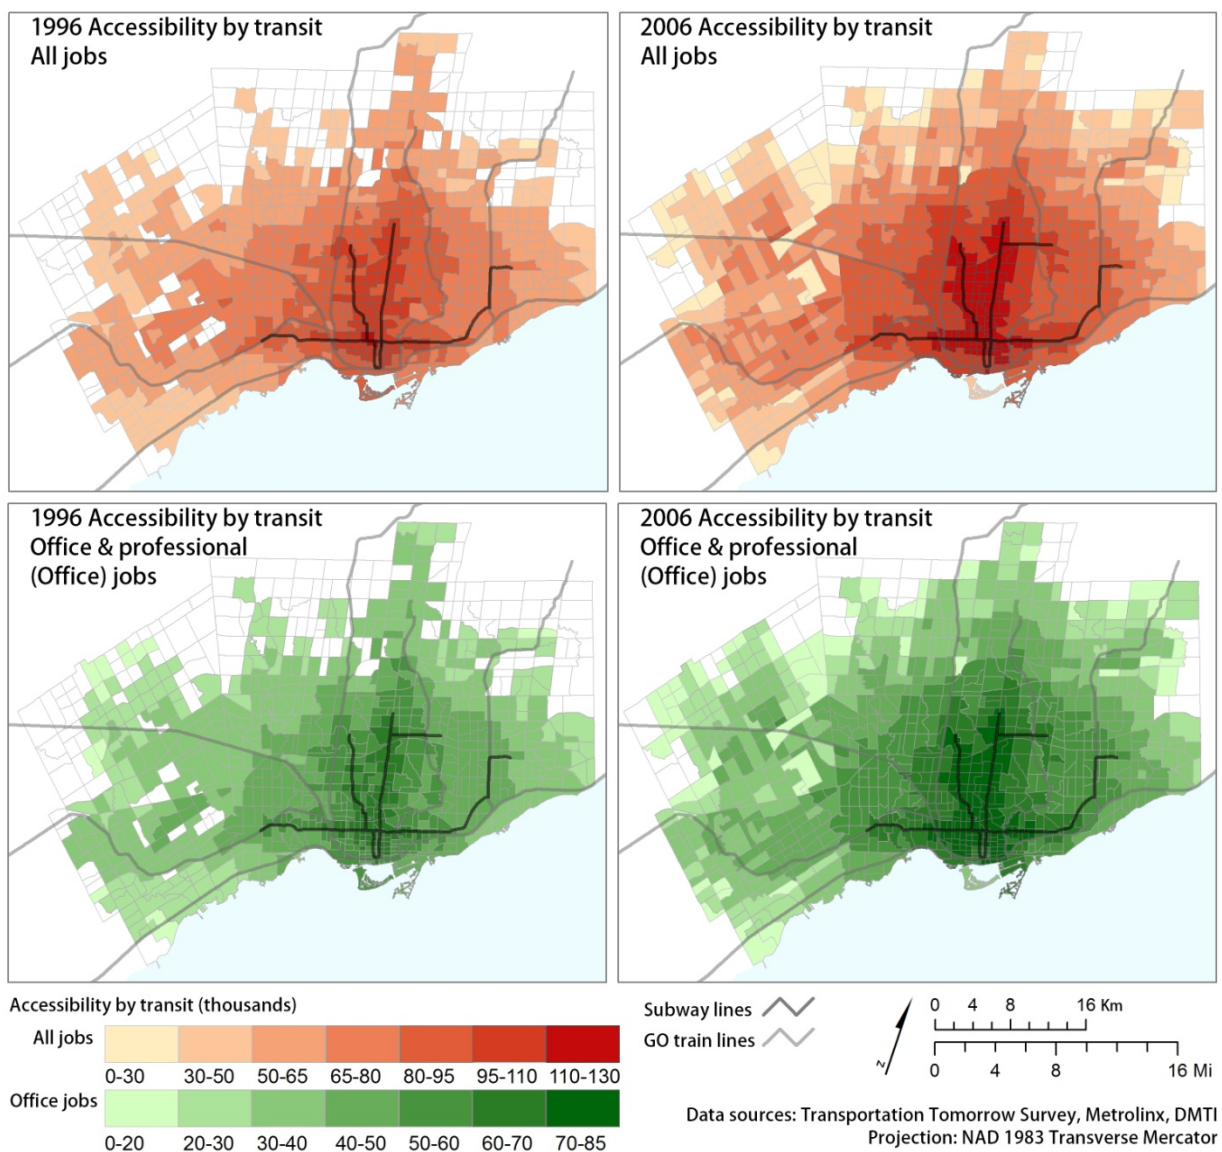 1996 Accessibility by transit
All jobs
2006 Accessibility by transit
All jobs
1996 Accessibility by transit
Office & professional
(Office) jobs
2006 Accessibility by transit
Office & professional
(Office) jobs
Accessibility by transit (thousands)
All jobs
0-30 30-50 50-65 65-80 80-95 95-110 110-130
Office jobs
0-20 20-30 30-40 40-50 50-60 60-70 70-85
Subway lines
GO train lines
z
0 4 8 16 Km
0 4 8 16 Mi
Data sources: Transportation Tomorrow Survey, Metrolinx, DMTI
Projection: NAD 1983 Transverse Mercator